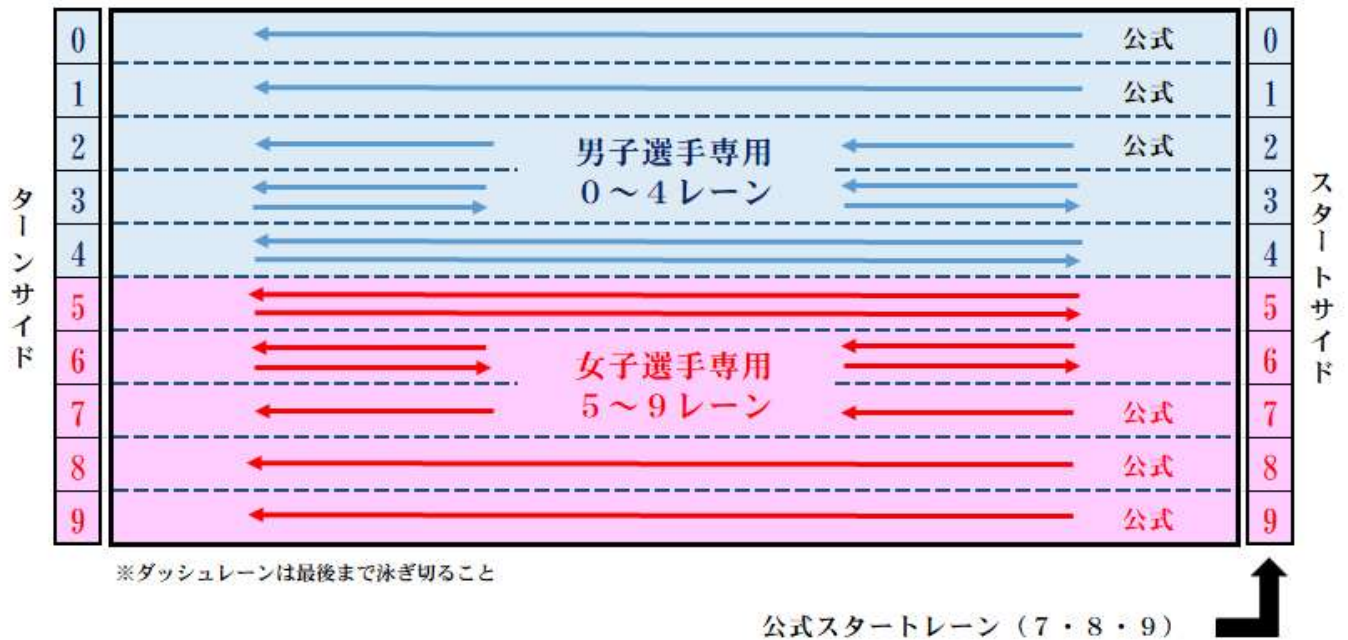 0 公式 0
1 公式 1
2 公式 2
男子選手専用
0～4レーン
3 3
4 4
5 5
6 6
女子選手専用
5～9レーン
7 公式 7
8 公式 8
9 公式 9
ターンサイド
スタートサイド
※ダッシュレーンは最後まで泳ぎ切ること
公式スタートレーン（7・8・9）